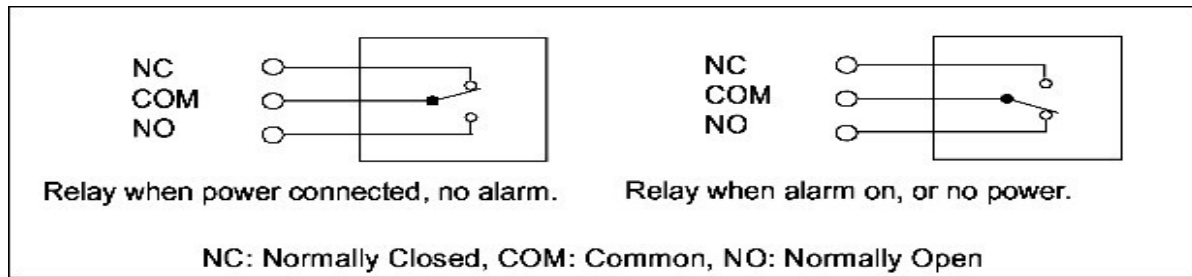 NC
COM
NO
Relay when power connected, no alarm.
NC
COM
NO
Relay when alarm on, or no power.
NC: Normally Closed, COM: Common, NO: Normally Open